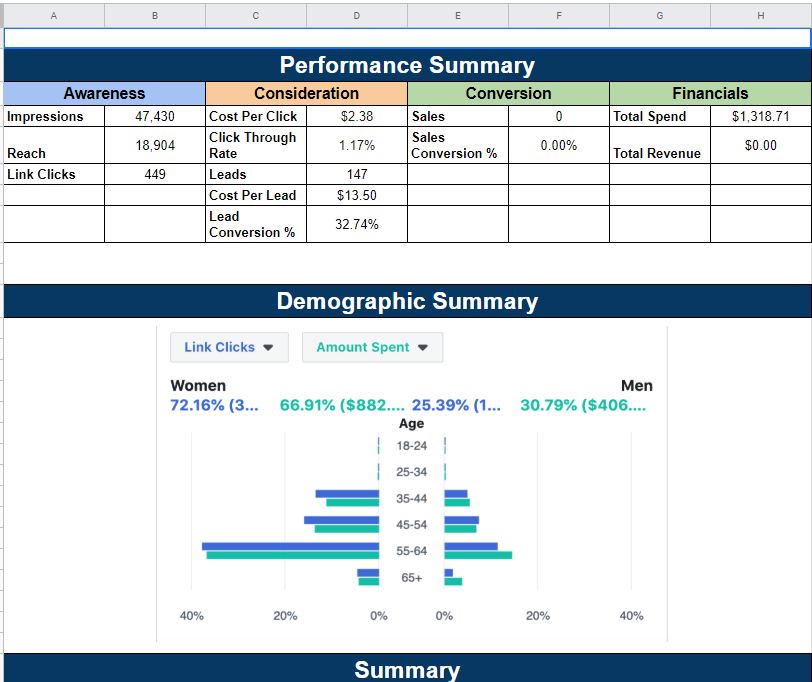 A B C D E F G H
Performance Summary
Awareness Consideration Conversion Financials
Impressions 47,430 Cost Per Click $2.38 Sales 0 Total Spend $1,318.71
Reach 18,904 Click Through Rate 1.17% Sales Conversion % 0.00% Total Revenue $0.00
Link Clicks 449 Leads 147
Cost Per Lead $13.50
Lead Conversion % 32.74%
Demographic Summary
Link Clicks Amount Spent
Women Men
72.16% (3... 66.91% ($882.... 25.39% (1... 30.79% ($406....
Age
18-24
25-34
35-44
45-54
55-64
65+
40% 20% 0% 0% 20% 40%
Summary